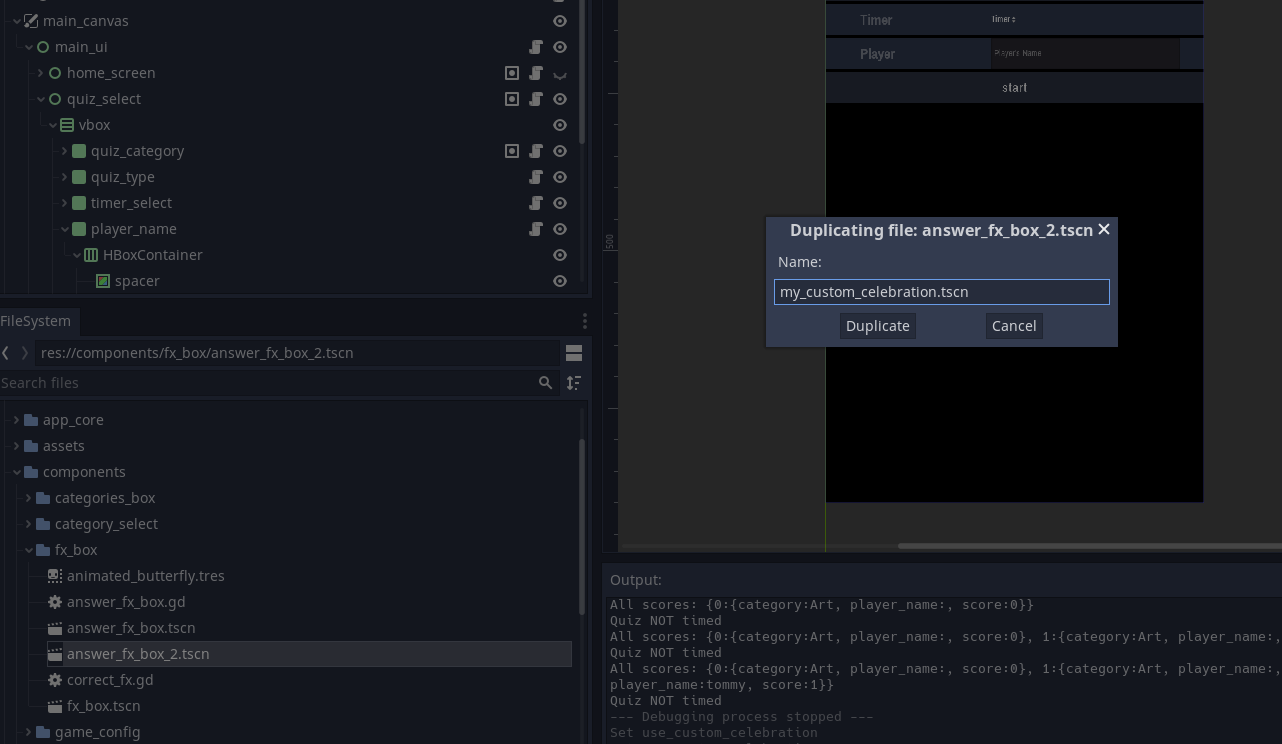 main_canvas
main_ui
home_screen
quiz_select
vbox
quiz_category
quiz_type
timer_select
player_name
HBoxContainer
spacer
FileSystem
res://components/fx_box/answer_fx_box_2.tscn
Search files
app_core
assets
components
categories_box
category_select
fx_box
animated_butterfly.tres
answer_fx_box.gd
answer_fx_box.tscn
answer_fx_box_2.tscn
correct_fx.gd
fx_box.tscn
game_config
500
Timer
Timer
Player
Player's Name
start
Duplicating file: answer_fx_box_2.tscn
Name:
my_custom_celebration.tscn
Duplicate Cancel
Output:
All scores: {0:{category:Art, player_name:, score:0}}
Quiz NOT timed
All scores: {0:{category:Art, player_name:, score:0}, 1:{category:Art, player_name:,
Quiz NOT timed
All scores: {0:{category:Art, player_name:, score:0}, 1:{category:Art, player_name:,
player_name:tommy, score:1}}
Quiz NOT timed
--- Debugging process stopped ---
Set use_custom_celebration